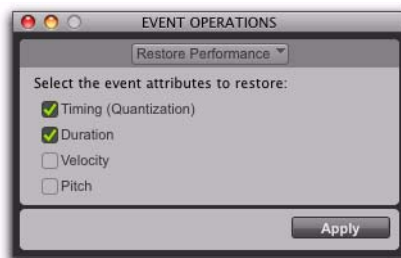 EVENT OPERATIONS
Restore Performance
Select the event attributes to restore:
Timing (Quantization)
Duration
Velocity
Pitch
Apply